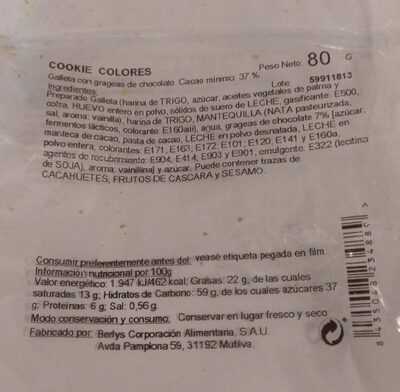 COOKIE COLORES Peso Neto: 80 G
Galleta con grageas de chocolate. Cacao mínimo: 37 %
Ingredientes: Lote: 59911813
Preparado Galleta (harina de TRIGO, azúcar, aceites vegetales de palma y
colza, HUEVO entero en polvo, sólidos de suero de LECHE, gasificante: E500,
sal, aroma: vainilla), harina de TRIGO, MANTEQUILLA (NATA pasteurizada,
fermentos lácticos, colorante: E160aiii), agua, grageas de chocolate 7% [azúcar,
manteca de cacao, pasta de cacao, LECHE en polvo desnatada, LECHE en
polvo entera, colorantes: E171, E163, E172, E101, E120, E141 y E160a,
agentes de recubrimiento: E904, E414, E903 y E901, emulgente: E322 (lecitina
de SOJA), aroma, vainillina] y azúcar. Puede contener trazas de
CACAHUETES, FRUTOS DE CASCARA y SESAMO.
Consumir preferentemente antes del: veasé etiqueta pegada en film.
Información nutricional por 100g
Valor energético: 1.947 kJ/462 kcal; Grasas: 22 g, de las cuales
saturadas 13 g; Hidratos de Carbono: 59 g, de los cuales azúcares 37
g; Proteínas: 6 g; Sal: 0,56 g.
Modo conservación y consumo: Conservar en lugar fresco y seco
Fabricado por: Berlys Corporación Alimentaria, S.A.U.
Avda Pamplona 59, 31192 Mutilva.